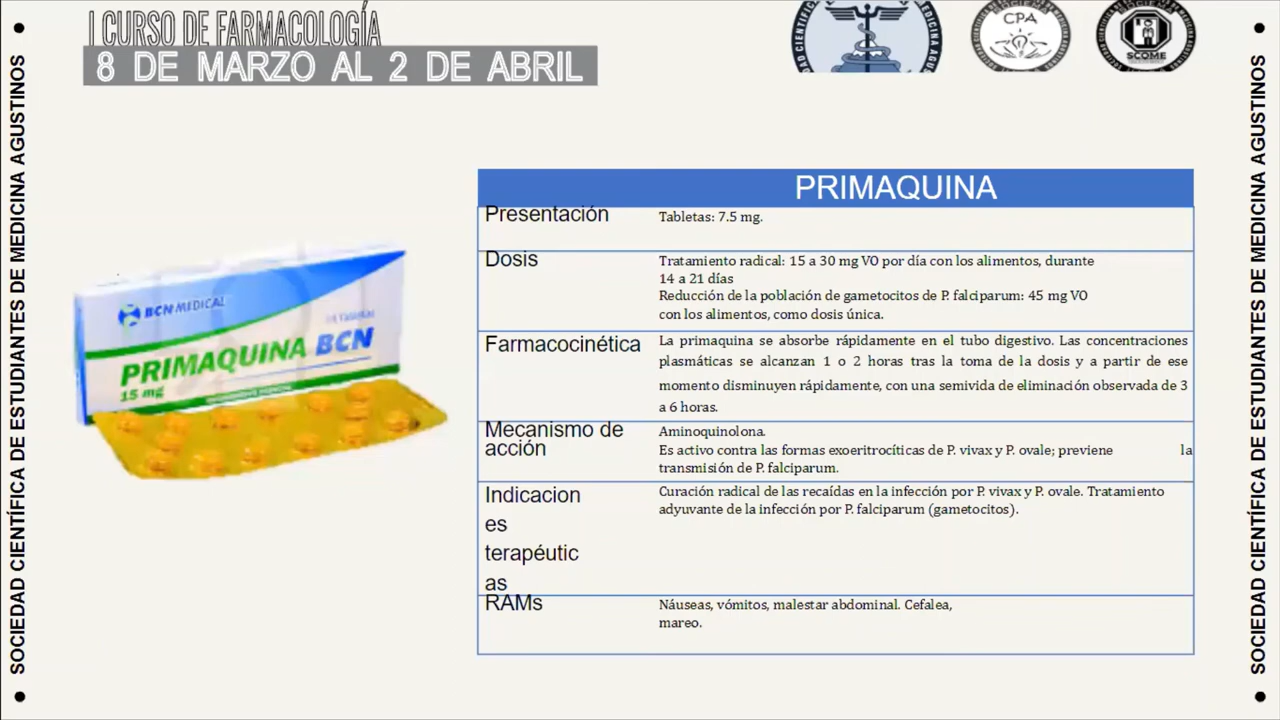 I CURSO DE FARMACOLOGÍA
8 DE MARZO AL 2 DE ABRIL
CPA
SCOME
SOCIEDAD CIENTÍFICA DE ESTUDIANTES DE MEDICINA AGUSTINOS
BCN MEDICAL
PRIMAQUINA BCN
15 mg
PRIMAQUINA
Presentación
Tabletas: 7.5 mg.
Dosis
Tratamiento radical: 15 a 30 mg VO por día con los alimentos, durante
14 a 21 días
Reducción de la población de gametocitos de P. falciparum: 45 mg VO
con los alimentos, como dosis única.
Farmacocinética
La primaquina se absorbe rápidamente en el tubo digestivo. Las concentraciones
plasmáticas se alcanzan 1 o 2 horas tras la toma de la dosis y a partir de ese
momento disminuyen rápidamente, con una semivida de eliminación observada de 3
a 6 horas.
Mecanismo de
acción
Aminoquinolona.
Es activo contra las formas exoeritrocíticas de P. vivax y P. ovale; previene la
transmisión de P. falciparum.
Indicacion
es
terapéutic
as
Curación radical de las recaídas en la infección por P. vivax y P. ovale. Tratamiento
adyuvante de la infección por P. falciparum (gametocitos).
RAMs
Náuseas, vómitos, malestar abdominal. Cefalea,
mareo.
SOCIEDAD CIENTÍFICA DE ESTUDIANTES DE MEDICINA AGUSTINOS